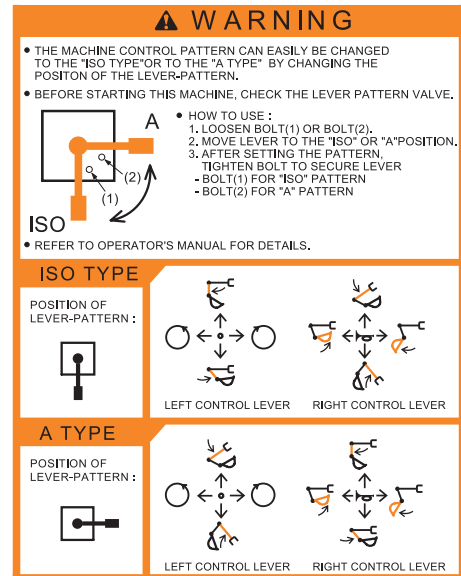 WARNING
• THE MACHINE CONTROL PATTERN CAN EASILY BE CHANGED
TO THE "ISO TYPE"OR TO THE "A TYPE" BY CHANGING THE
POSITON OF THE LEVER-PATTERN.
• BEFORE STARTING THIS MACHINE, CHECK THE LEVER PATTERN VALVE.
• HOW TO USE :
1. LOOSEN BOLT(1) OR BOLT(2).
2. MOVE LEVER TO THE "ISO" OR "A"POSITION.
3. AFTER SETTING THE PATTERN,
TIGHTEN BOLT TO SECURE LEVER
- BOLT(1) FOR "ISO" PATTERN
- BOLT(2) FOR "A" PATTERN
A
(2)
(1)
ISO
• REFER TO OPERATOR'S MANUAL FOR DETAILS.
ISO TYPE
POSITION OF
LEVER-PATTERN :
LEFT CONTROL LEVER
RIGHT CONTROL LEVER
A TYPE
POSITION OF
LEVER-PATTERN :
LEFT CONTROL LEVER
RIGHT CONTROL LEVER